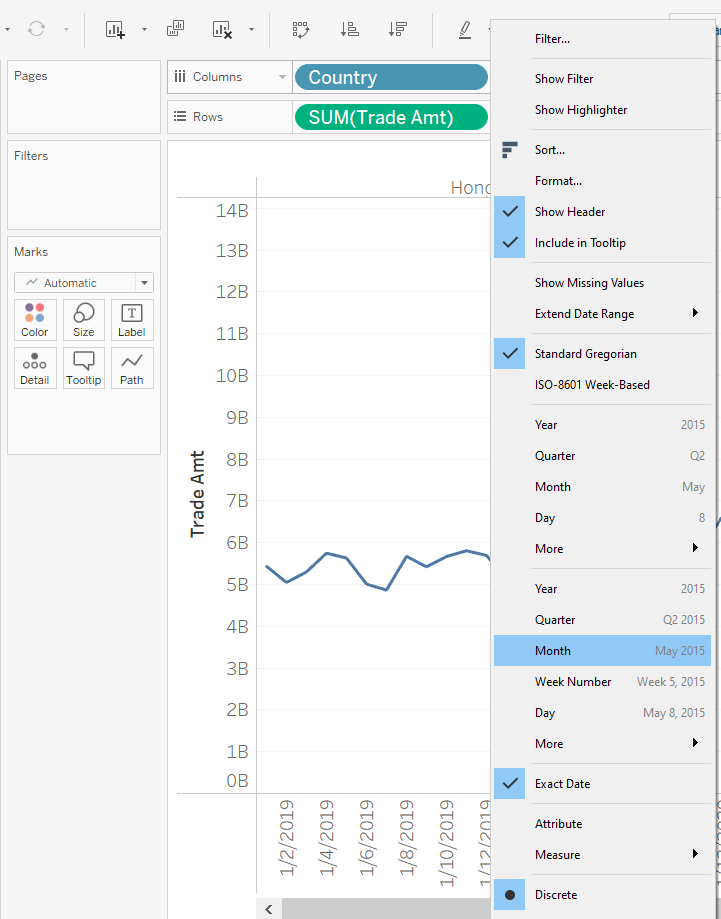 Pages
Columns
Country
Rows
SUM(Trade Amt)
Filters
Marks
Automatic
Color
Size
Label
T
Detail
Tooltip
Path
Trade Amt
14B
13B
12B
11B
10B
9B
8B
7B
6B
5B
4B
3B
2B
1B
0B
1/2/2019
1/4/2019
1/6/2019
1/8/2019
1/10/2019
1/12/2019
Filter...
Show Filter
Show Highlighter
Sort...
Format...
Show Header
Include in Tooltip
Show Missing Values
Extend Date Range
Standard Gregorian
ISO-8601 Week-Based
Year 2015
Quarter Q2
Month May
Day 8
More
Year 2015
Quarter Q2 2015
Month May 2015
Week Number Week 5, 2015
Day May 8, 2015
More
Exact Date
Attribute
Measure
Discrete